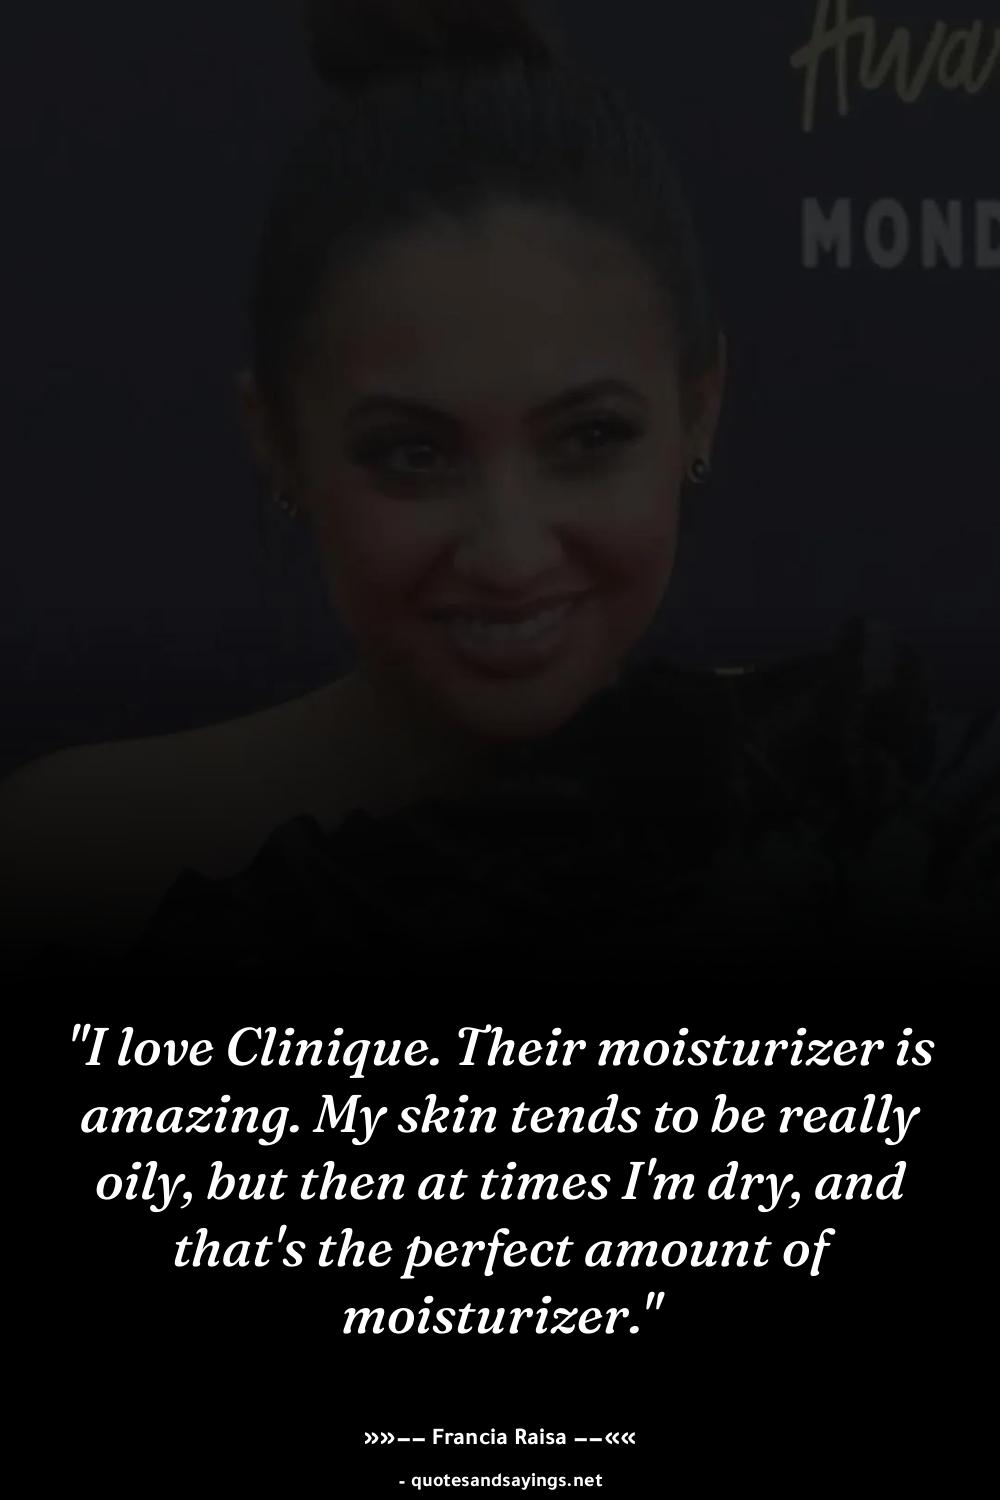 Awa
MOND
"I love Clinique. Their moisturizer is
amazing. My skin tends to be really
oily, but then at times I'm dry, and
that's the perfect amount of
moisturizer."
»»−− Francia Raisa −−««
- quotesandsayings.net